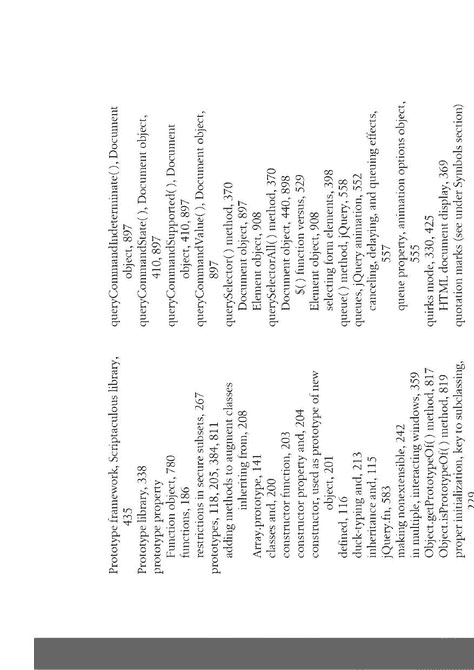 Prototype framework, Scriptaculous library,
435
Prototype library, 338
prototype property
Function object, 780
functions, 186
restrictions in secure subsets, 267
prototypes, 118, 205, 384, 811
adding methods to augment classes
inheriting from, 208
Array.prototype, 141
classes and, 200
constructor function, 203
constructor property and, 204
constructor, used as prototype of new
object, 201
defined, 116
duck-typing and, 213
inheritance and, 115
jQuery.fn, 583
making nonextensible, 242
in multiple, interacting windows, 359
Object.getPrototypeOf( ) method, 817
Object.isPrototypeOf( ) method, 819
proper initialization, key to subclassing,
229
queryCommandIndeterminate( ), Document
object, 897
queryCommandState( ), Document object,
410, 897
queryCommandSupported( ), Document
object, 410, 897
queryCommandValue( ), Document object,
897
querySelector( ) method, 370
Document object, 897
Element object, 908
querySelectorAll( ) method, 370
Document object, 440, 898
$( ) function versus, 529
Element object, 908
selecting form elements, 398
queue( ) method, jQuery, 558
queues, jQuery animation, 552
canceling, delaying, and queuing effects,
557
queue property, animation options object,
555
quirks mode, 330, 425
HTML document display, 369
quotation marks (see under Symbols section)